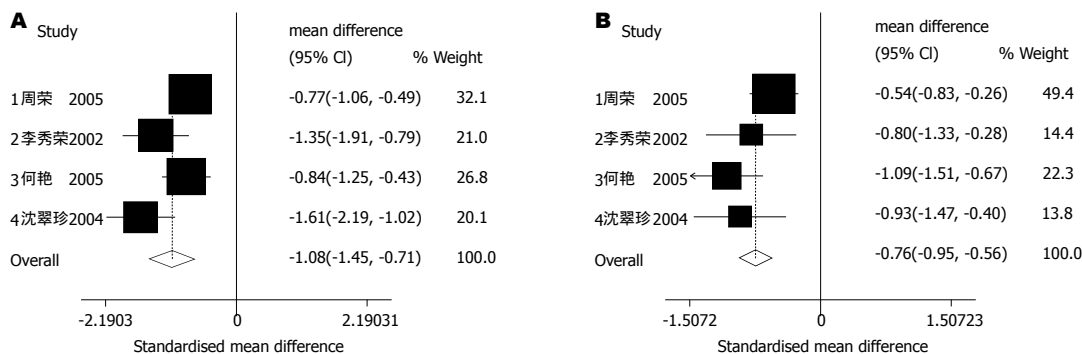 A
Study
mean difference
(95% CI) % Weight
1周荣 2005 -0.77(-1.06, -0.49) 32.1
2李秀荣2002 -1.35(-1.91, -0.79) 21.0
3何艳 2005 -0.84(-1.25, -0.43) 26.8
4沈翠珍2004 -1.61(-2.19, -1.02) 20.1
Overall -1.08(-1.45, -0.71) 100.0
-2.1903 0 2.19031
Standardised mean difference
B
Study
mean difference
(95% CI) % Weight
1周荣 2005 -0.54(-0.83, -0.26) 49.4
2李秀荣2002 -0.80(-1.33, -0.28) 14.4
3何艳 2005 -1.09(-1.51, -0.67) 22.3
4沈翠珍2004 -0.93(-1.47, -0.40) 13.8
Overall -0.76(-0.95, -0.56) 100.0
-1.5072 0 1.50723
Standardised mean difference